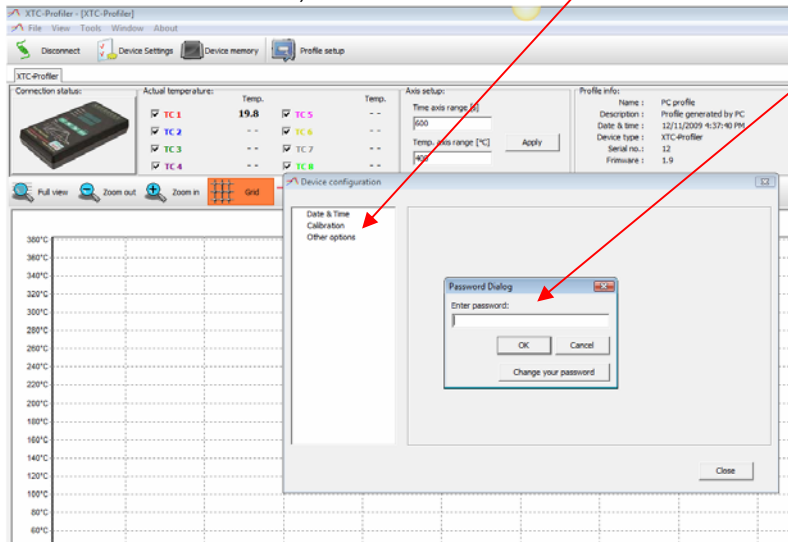 XTC-Profiler - [XTC-Profiler]
File View Tools Window About
Disconnect Device Settings Device memory Profile setup
XTC-Profiler
Connection status: Actual temperature: Axis setup: Profile info:
Temp. Temp.
TC 1 19.8 TC 5 - -
TC 2 - - TC 6 - -
TC 3 - - TC 7 - -
TC 4 - - TC 8 - -
Time axis range [s]
600
Temp. axis range [°C] Apply
400
Name : PC profile
Description : Profile generated by PC
Date & time : 12/11/2009 4:37:40 PM
Device type : XTC-Profiler
Serial no.: 12
Frimware : 1.9
Full view Zoom out Zoom in Grid
Device configuration
Date & Time
Calibration
Other options
Password Dialog
Enter password:
OK Cancel
Change your password
Close
380°C
360°C
340°C
320°C
300°C
280°C
260°C
240°C
220°C
200°C
180°C
160°C
140°C
120°C
100°C
80°C
60°C